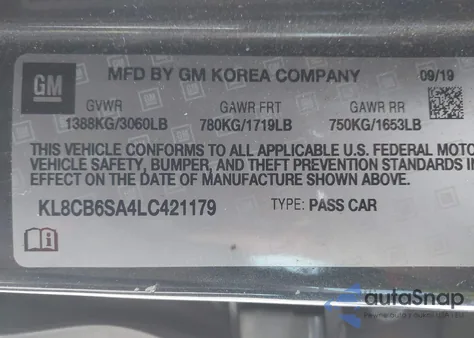 GM
MFD BY GM KOREA COMPANY
09/19
GVWR GAWR FRT GAWR RR
1388KG/3060LB 780KG/1719LB 750KG/1653LB
THIS VEHICLE CONFORMS TO ALL APPLICABLE U.S. FEDERAL MOTO
VEHICLE SAFETY, BUMPER, AND THEFT PREVENTION STANDARDS IN
EFFECT ON THE DATE OF MANUFACTURE SHOWN ABOVE.
KL8CB6SA4LC421179 TYPE: PASS CAR
i
autoSnap